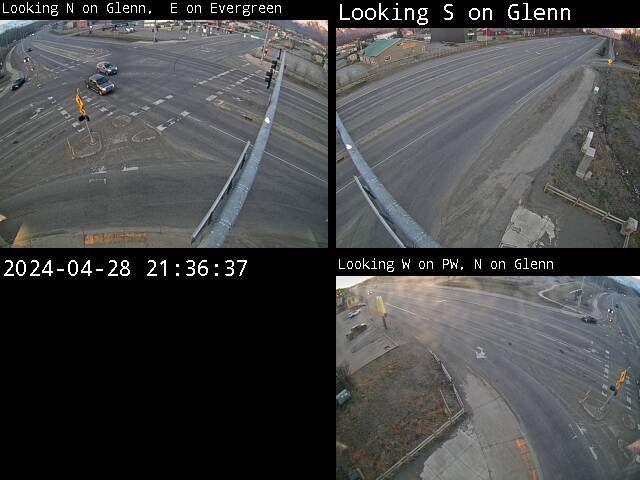 Looking N on Glenn, E on Evergreen
Looking S on Glenn
2024-04-28 21:36:37
Looking W on PW, N on Glenn